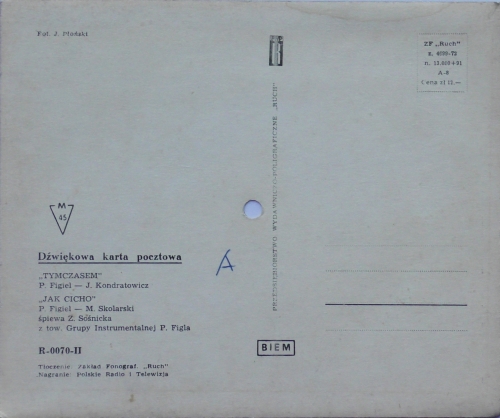 Fot. J. Płoński
ZF „Ruch"
A-8
Cena zł 15,—
PRZEDSIĘBIORSTWO WYDAWNICZO-POLIGRAFICZNE „RUCH"
M
45
Dźwiękowa karta pocztowa
„TYMCZASEM"
P. Figiel — J. Kondratowicz
„JAK CICHO"
P. Figiel — M. Skolarski
śpiewa Z. Sośnicka
z tow. Grupy Instrumentalnej P. Figla
R-0070-II
Tłoczenie: Zakład Fonograf. „Ruch"
Nagranie: Polskie Radio i Telewizja
A
BIEM